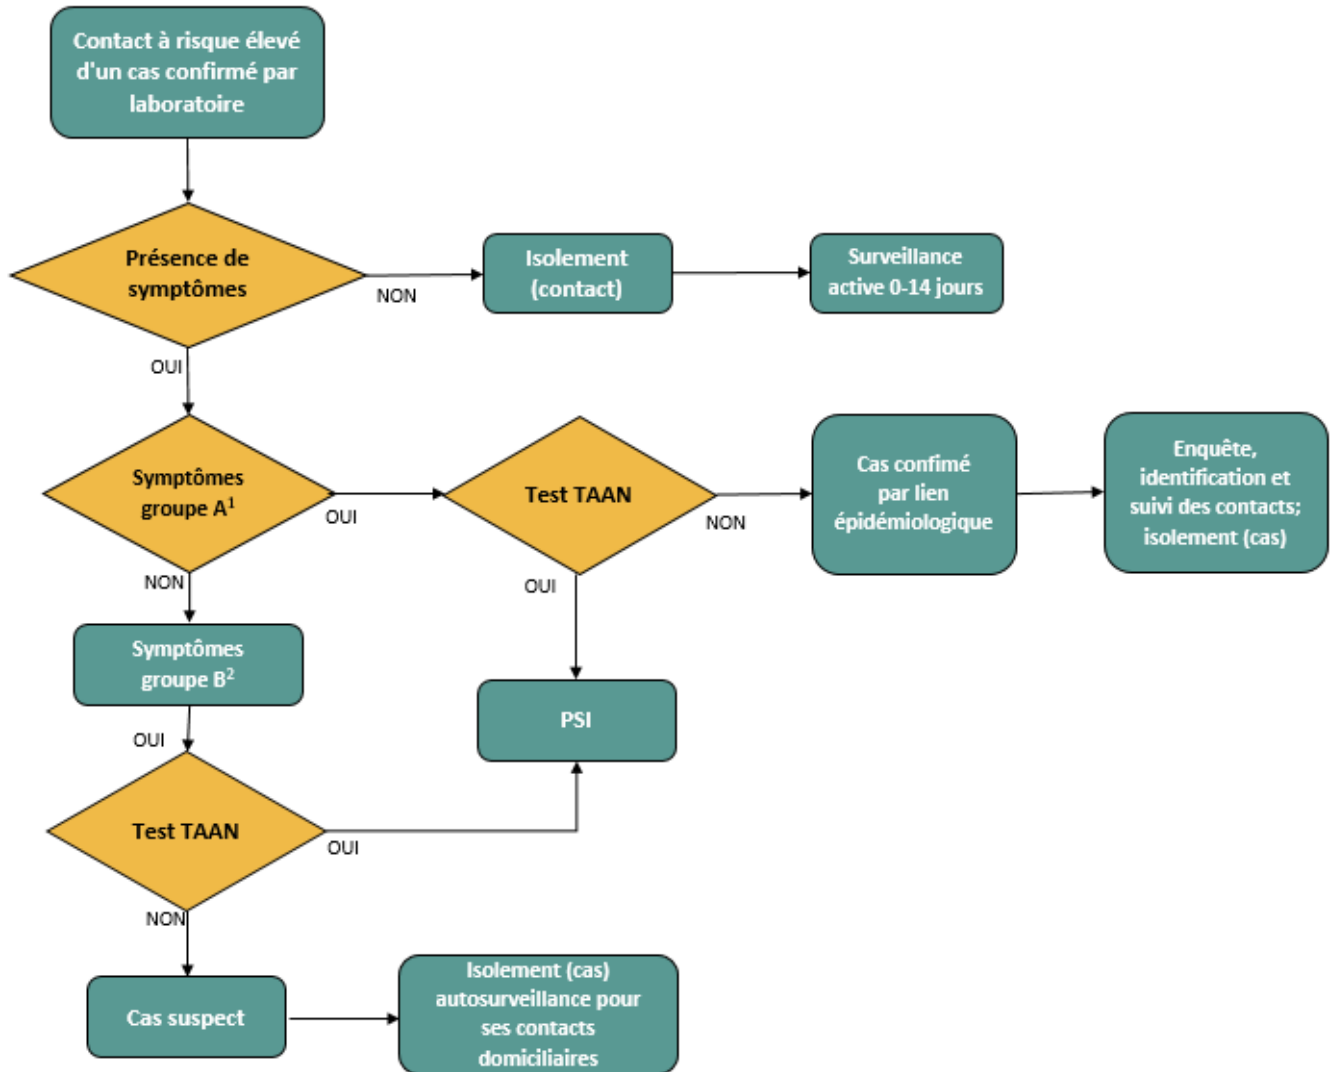 Contact à risque élevé
d'un cas confirmé par
laboratoire
Présence de
symptômes
NON
Isolement
(contact)
Surveillance
active 0-14 jours
OUI
Symptômes
groupe A¹
OUI
Test TAAN
NON
Cas confimé
par lien
épidémiologique
Enquête,
identification et
suivi des contacts;
isolement (cas)
NON
OUI
Symptômes
groupe B²
PSI
OUI
Test TAAN
OUI
NON
Cas suspect
Isolement (cas)
autosurveillance pour
ses contacts
domiciliaires